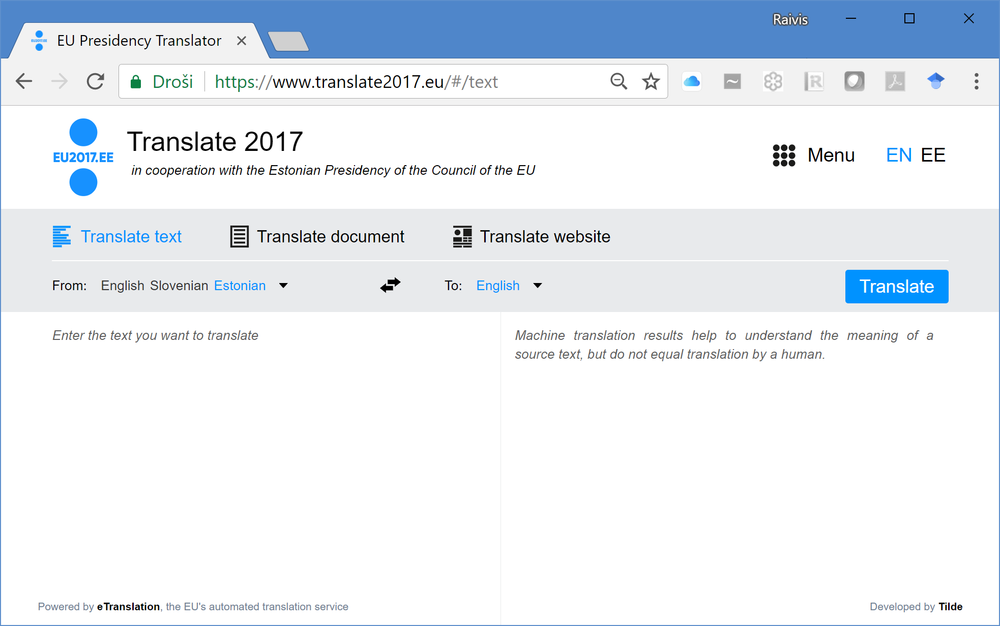 Raivis
EU Presidency Translator
Droši https://www.translate2017.eu/#/text
EU2017.EE
Translate 2017
in cooperation with the Estonian Presidency of the Council of the EU
Menu EN EE
Translate text Translate document Translate website
From: English Slovenian Estonian To: English Translate
Enter the text you want to translate
Machine translation results help to understand the meaning of a
source text, but do not equal translation by a human.
Powered by eTranslation, the EU's automated translation service
Developed by Tilde